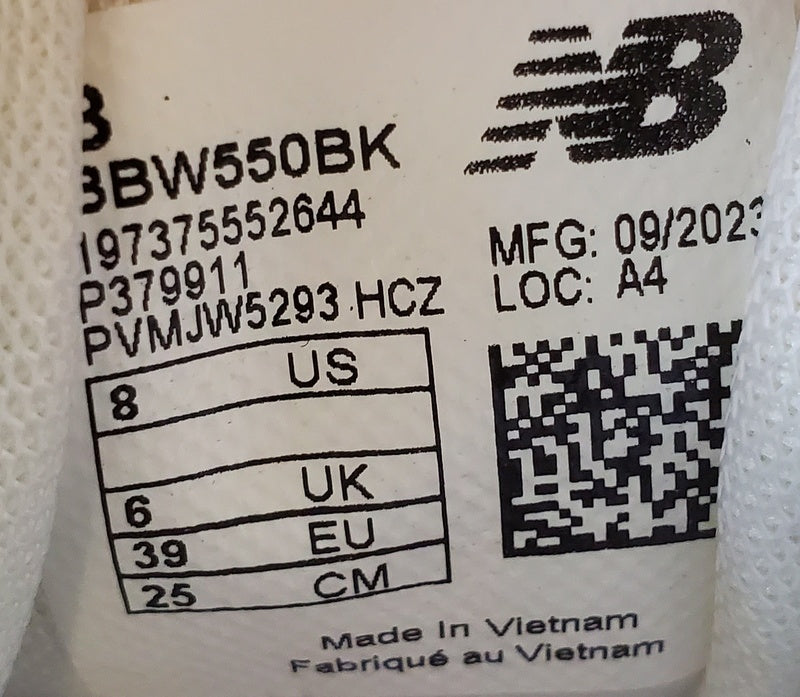 B
BBW550BK
197375552644
P379911
PVMJW5293 HCZ
NB
MFG: 09/2023
LOC: A4
8 US
6 UK
39 EU
25 CM
Made in Vietnam
Fabriqué au Vietnam